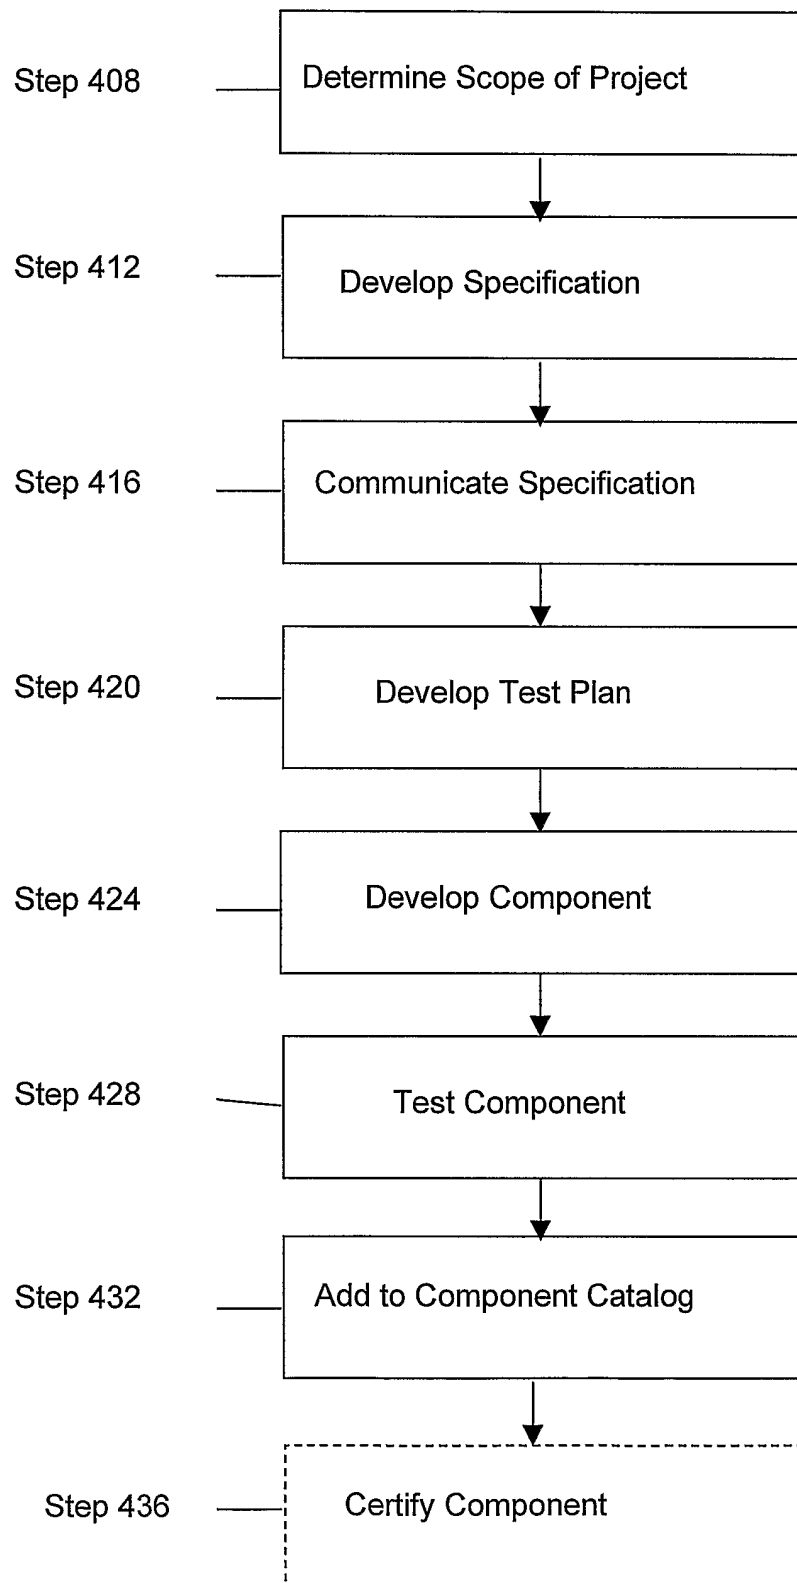 Step 408
Determine Scope of Project
Step 412
Develop Specification
Step 416
Communicate Specification
Step 420
Develop Test Plan
Step 424
Develop Component
Step 428
Test Component
Step 432
Add to Component Catalog
Step 436
Certify Component